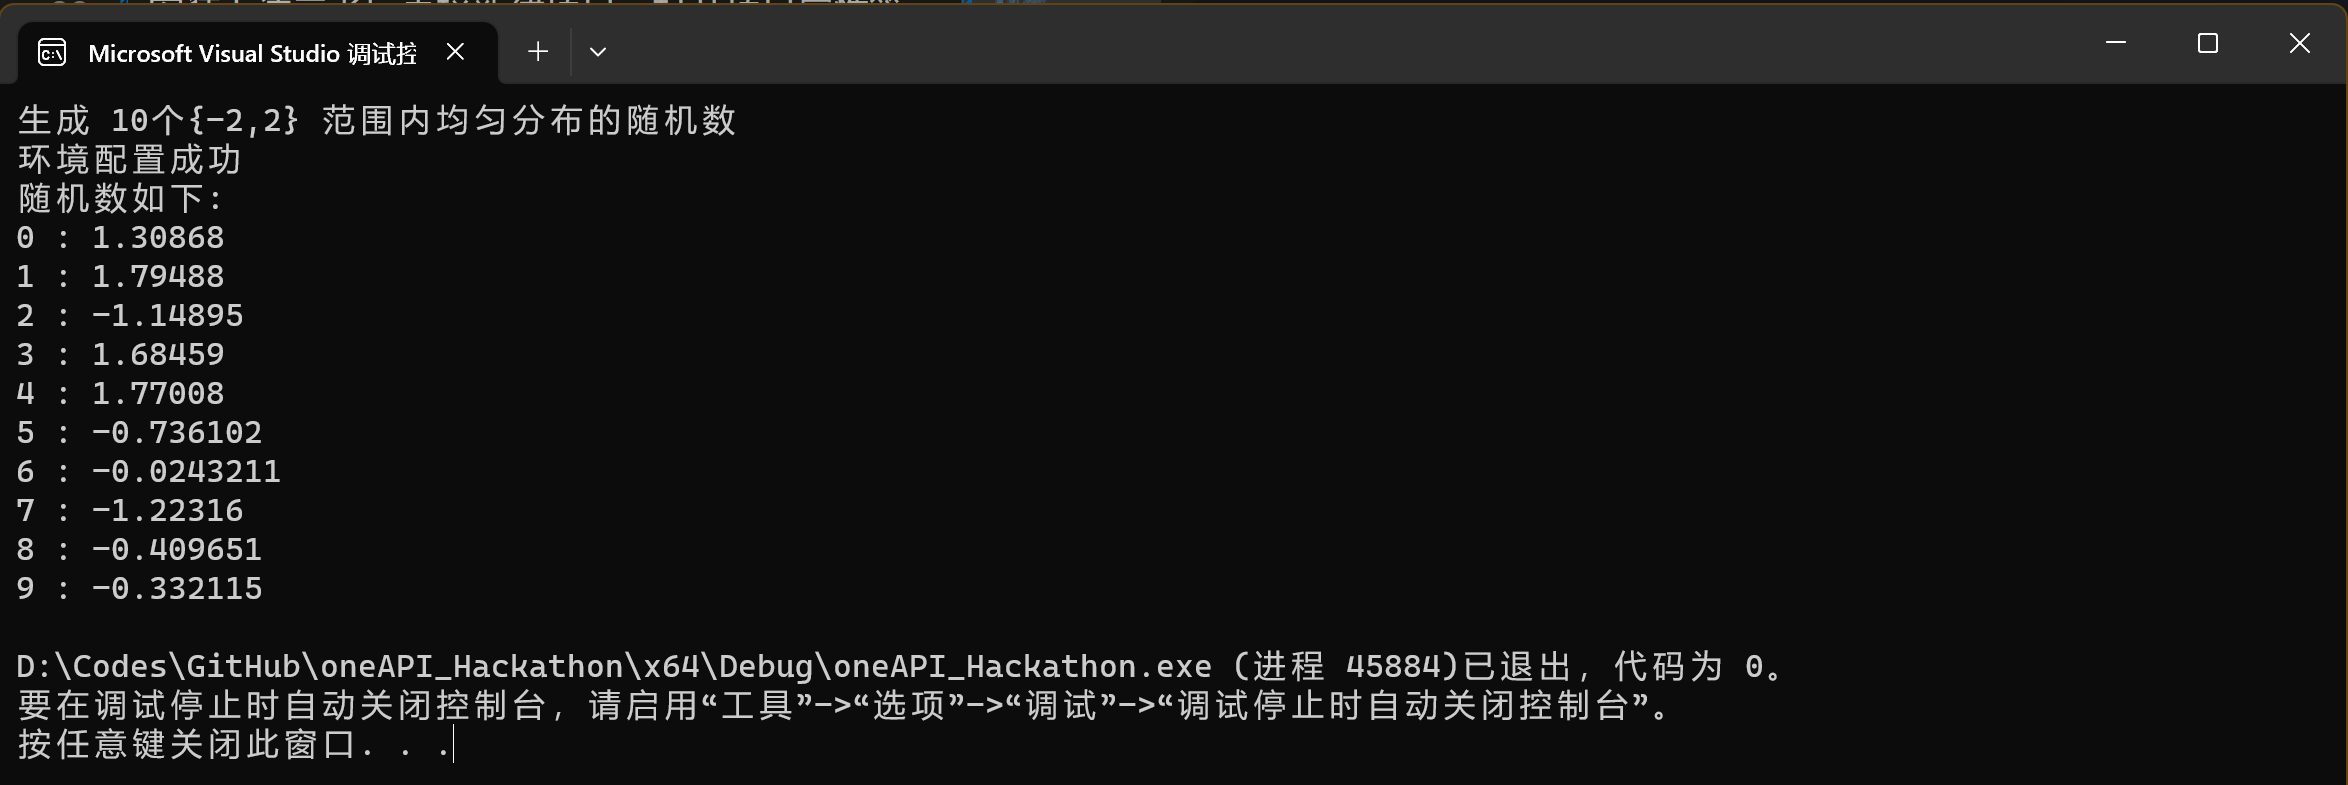 Microsoft Visual Studio 调试控
生成 10个{-2,2} 范围内均匀分布的随机数
环境配置成功
随机数如下:
0 : 1.30868
1 : 1.79488
2 : -1.14895
3 : 1.68459
4 : 1.77008
5 : -0.736102
6 : -0.0243211
7 : -1.22316
8 : -0.409651
9 : -0.332115
D:\Codes\GitHub\oneAPI_Hackathon\x64\Debug\oneAPI_Hackathon.exe (进程 45884)已退出，代码为 0。
要在调试停止时自动关闭控制台，请启用“工具”->“选项”->“调试”->“调试停止时自动关闭控制台”。
按任意键关闭此窗口. . .